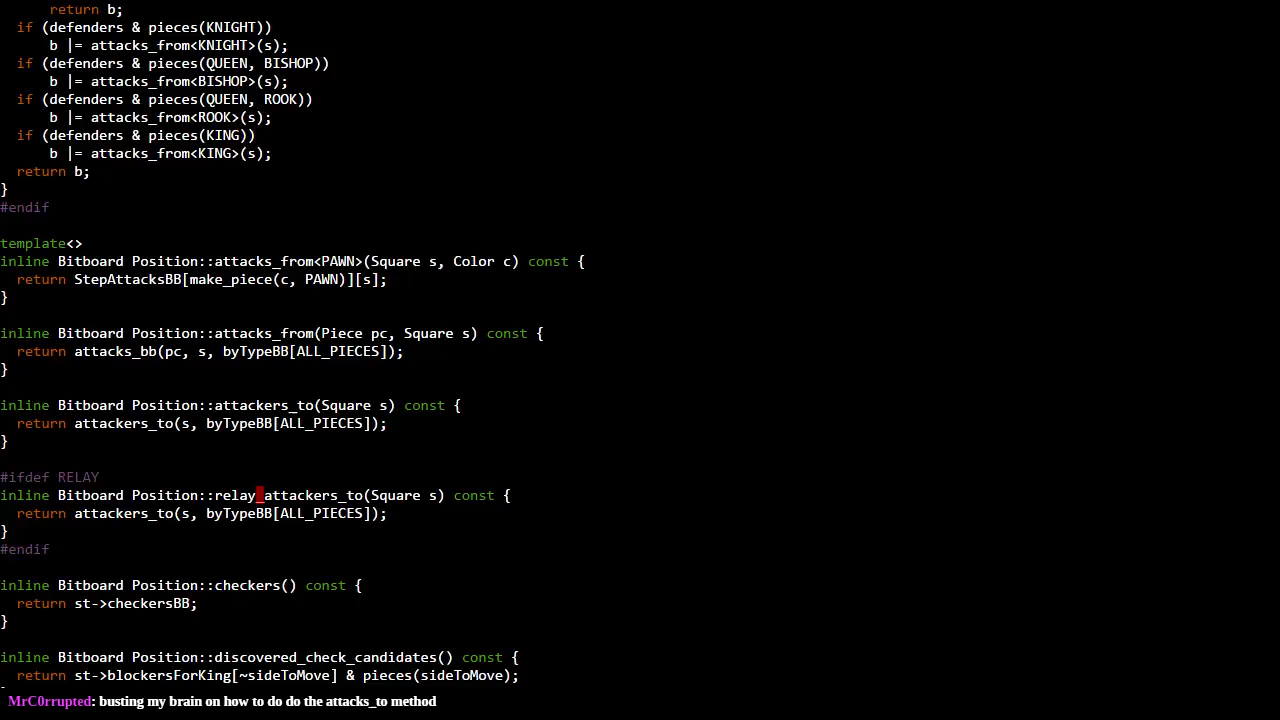 return b;
  if (defenders & pieces(KNIGHT))
      b |= attacks_from<KNIGHT>(s);
  if (defenders & pieces(QUEEN, BISHOP))
      b |= attacks_from<BISHOP>(s);
  if (defenders & pieces(QUEEN, ROOK))
      b |= attacks_from<ROOK>(s);
  if (defenders & pieces(KING))
      b |= attacks_from<KING>(s);
  return b;
}
#endif

template<>
inline Bitboard Position::attacks_from<PAWN>(Square s, Color c) const {
  return StepAttacksBB[make_piece(c, PAWN)][s];
}

inline Bitboard Position::attacks_from(Piece pc, Square s) const {
  return attacks_bb(pc, s, byTypeBB[ALL_PIECES]);
}

inline Bitboard Position::attackers_to(Square s) const {
  return attackers_to(s, byTypeBB[ALL_PIECES]);
}

#ifdef RELAY
inline Bitboard Position::relay_attackers_to(Square s) const {
  return attackers_to(s, byTypeBB[ALL_PIECES]);
}
#endif

inline Bitboard Position::checkers() const {
  return st->checkersBB;
}

inline Bitboard Position::discovered_check_candidates() const {
  return st->blockersForKing[~sideToMove] & pieces(sideToMove);
MrC0rrupted: busting my brain on how to do do the attacks_to method